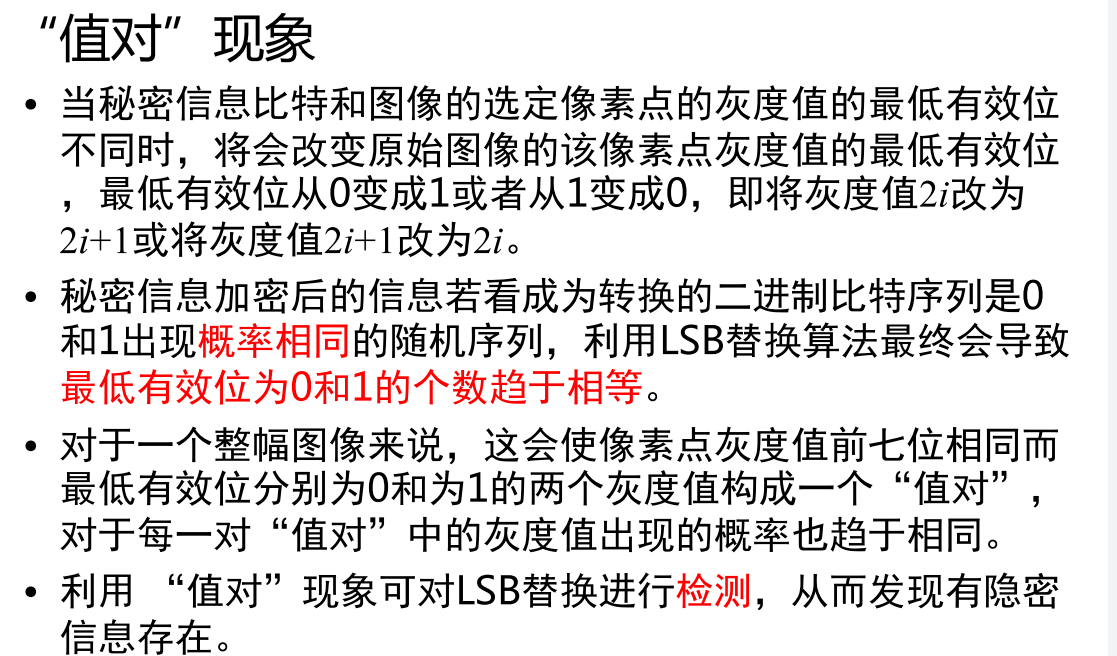 “值对”现象
• 当秘密信息比特和图像的选定像素点的灰度值的最低有效位
不同时，将会改变原始图像的该像素点灰度值的最低有效位
，最低有效位从0变成1或者从1变成0，即将灰度值2i改为
2i+1或将灰度值2i+1改为2i。
• 秘密信息加密后的信息若看成为转换的二进制比特序列是0
和1出现概率相同的随机序列，利用LSB替换算法最终会导致
最低有效位为0和1的个数趋于相等。
• 对于一个整幅图像来说，这会使像素点灰度值前七位相同而
最低有效位分别为0和为1的两个灰度值构成一个“值对”，
对于每一对“值对”中的灰度值出现的概率也趋于相同。
• 利用 “值对”现象可对LSB替换进行检测，从而发现有隐密
信息存在。